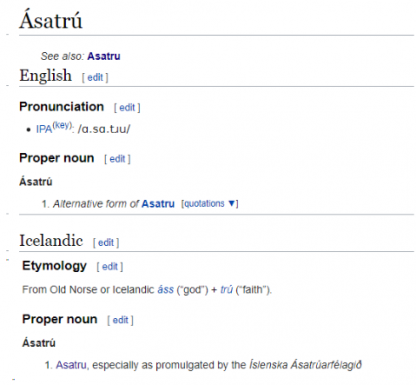 Ásatrú
See also: Asatru
English [ edit ]
Pronunciation [ edit ]
• IPA(key): /ɑ.sɑ.tɹu/
Proper noun [ edit ]
Ásatrú
1. Alternative form of Asatru [quotations ▼]
Icelandic [ edit ]
Etymology [ edit ]
From Old Norse or Icelandic áss (“god”) + trú (“faith”).
Proper noun [ edit ]
Ásatrú
1. Asatru, especially as promulgated by the Íslenska Ásatrúarfélagið